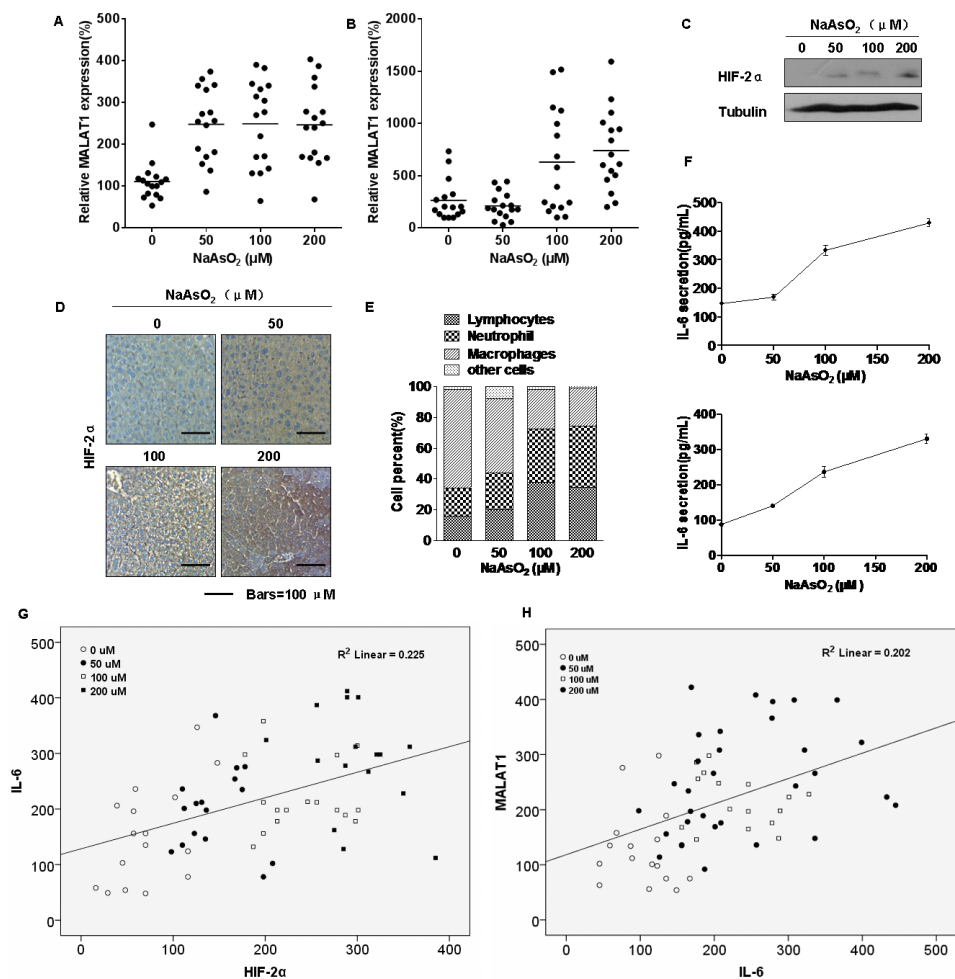 A
Relative MALAT1 expression(%)
500
400
300
200
100
0
0 50 100 200
NaAsO2 (µM)
B
Relative MALAT1 expression(%)
2000
1500
1000
500
0
0 50 100 200
NaAsO2 (µM)
C
NaAsO2 (μM)
0 50 100 200
HIF-2α
Tubulin
D
NaAsO2 (μM)
0 50
100 200
HIF-2α
Bars=100 μM
E
Lymphocytes
Neutrophil
Macrophages
other cells
Cell percent(%)
100
80
60
40
20
0
0 50 100 200
NaAsO2 (µM)
F
IL-6 secretion(pg/mL)
500
400
300
200
100
0
0 50 100 150 200
NaAsO2 (µM)
IL-6 secretion(pg/mL)
400
300
200
100
0
0 50 100 150 200
NaAsO2 (µM)
G
0 uM
50 uM
100 uM
200 uM
R2 Linear = 0.225
IL-6
500
400
300
200
100
0
0 100 200 300 400
HIF-2α
H
0 uM
50 uM
100 uM
200 uM
R2 Linear = 0.202
MALAT1
500
400
300
200
100
0
0 100 200 300 400 500
IL-6